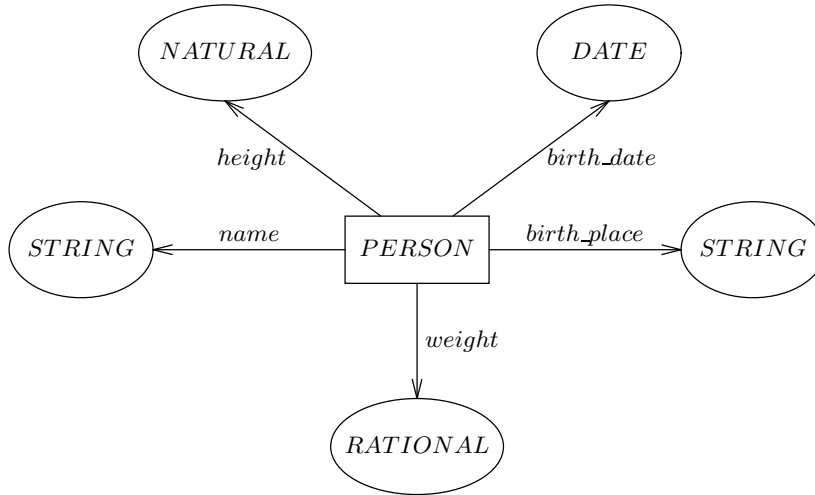 NATURAL
DATE
height
birth_date
STRING
name
PERSON
birth_place
STRING
weight
RATIONAL